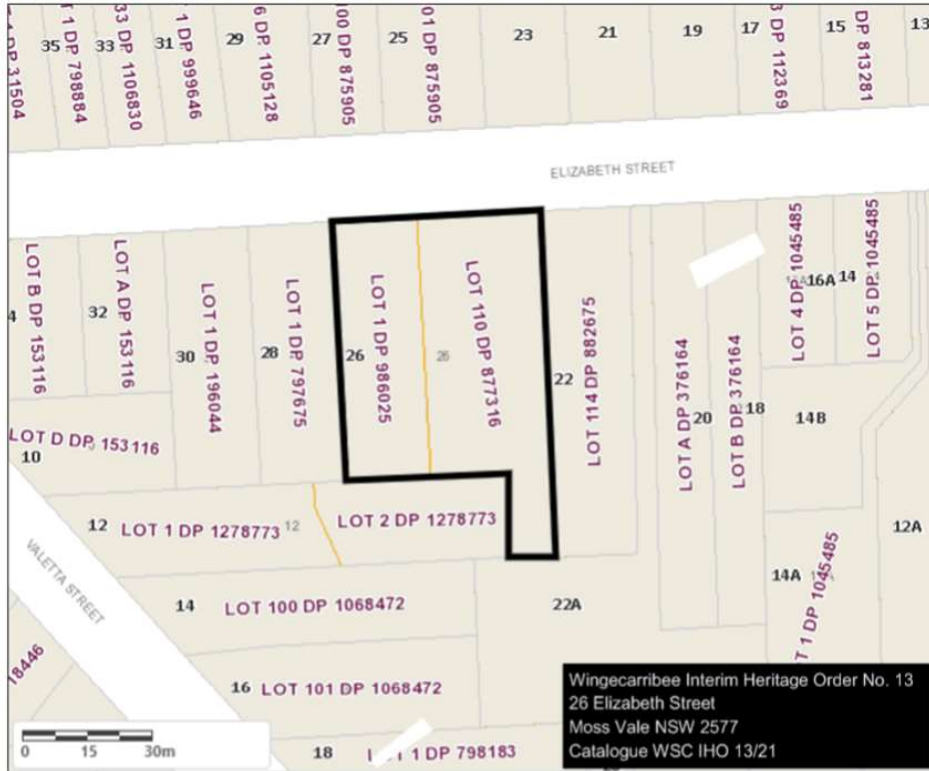 35
33
31
29
27
25
23
21
19
17
15
13
T 1 DP 798884
33 DP 1106830
1 DP 999646
6 DP 1105128
00 DP 875905
01 DP 875905
3 DP 112369
DP 813281
DP 31504
ELIZABETH STREET
LOT B DP 153116
32
LOT A DP 153116
30
LOT 1 DP 196044
28
LOT 1 DP 797675
26
LOT 1 DP 986025
26
LOT 110 DP 877316
22
LOT 114 DP 882675
LOT A DP 376164
20
LOT B DP 376164
18
LOT 4 DP 1045485
16A
14
LOT 5 DP 1045485
14B
4
LOT D DP 153116
10
12
LOT 1 DP 1278773
12
LOT 2 DP 1278773
12A
14A
T 1 DP 1045485
VALETTA STREET
14
LOT 100 DP 1068472
22A
16
LOT 101 DP 1068472
18446
18
1 DP 798183
0 15 30m
Wingecarribee Interim Heritage Order No. 13
26 Elizabeth Street
Moss Vale NSW 2577
Catalogue WSC IHO 13/21